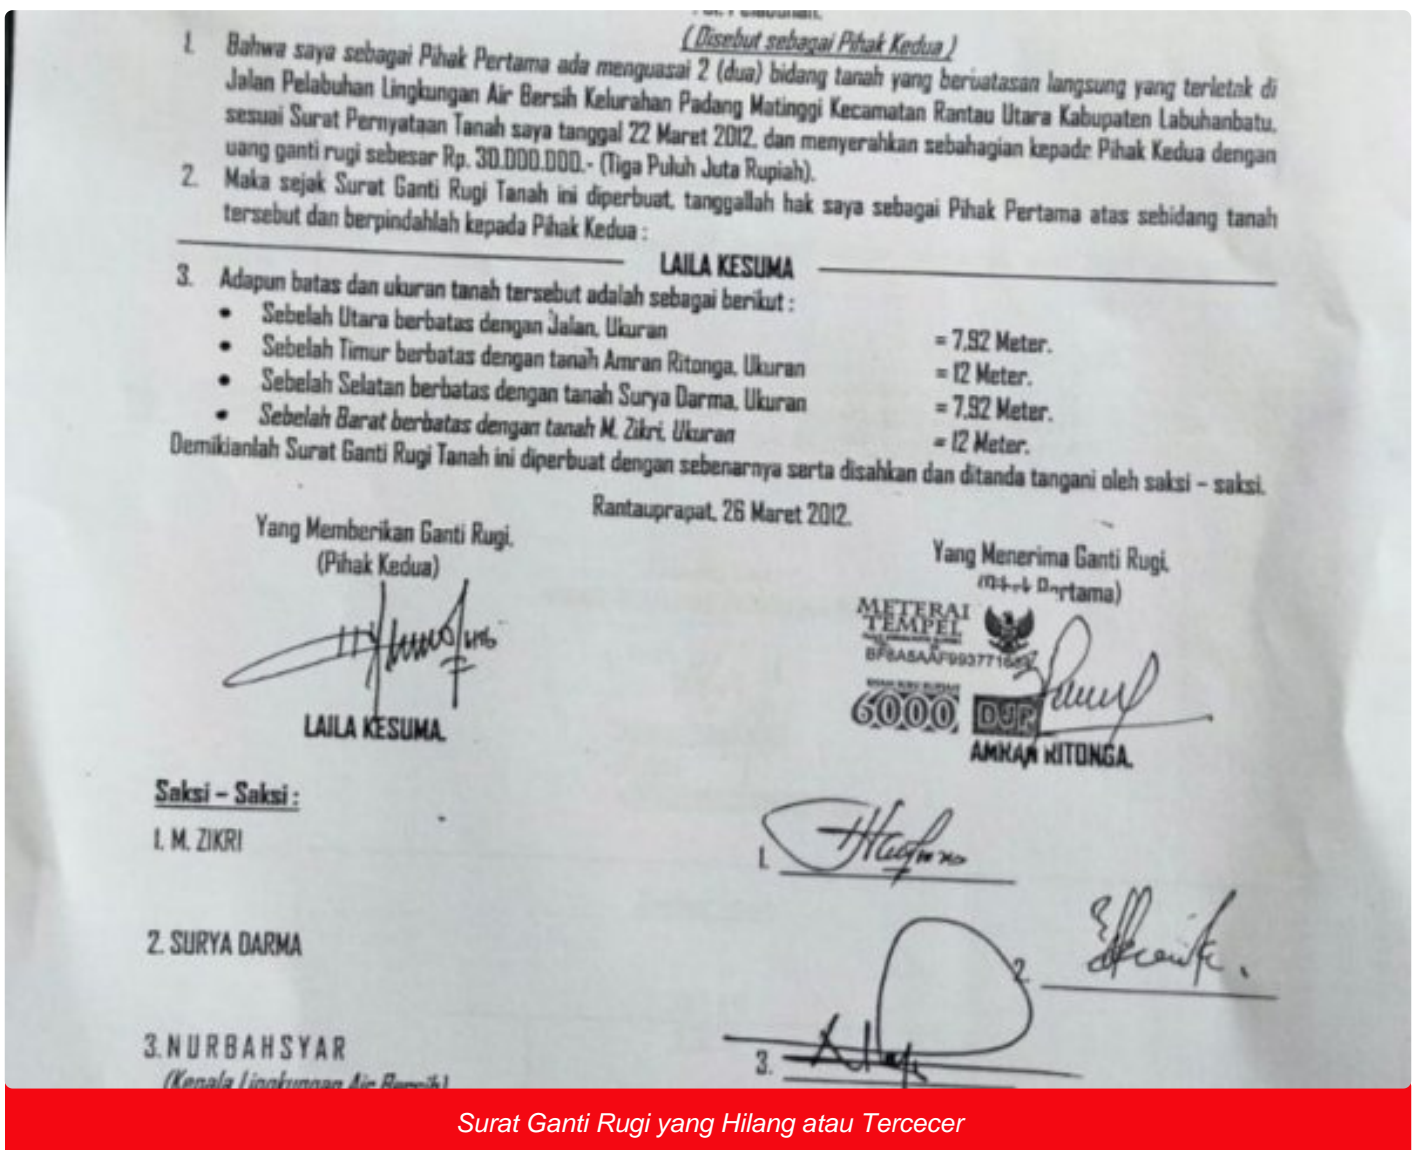 ( Disebut sebagai Pihak Kedua )
1. Bahwa saya sebagai Pihak Pertama ada menguasai 2 (dua) bidang tanah yang berbatasan langsung yang terletak di
Jalan Pelabuhan Lingkungan Air Bersih Kelurahan Padang Matinggi Kecamatan Rantau Utara Kabupaten Labuhanbatu,
sesuai Surat Pernyataan Tanah saya tanggal 22 Maret 2012, dan menyerahkan sebahagian kepada Pihak Kedua dengan
uang ganti rugi sebesar Rp. 30.000.000.- (Tiga Puluh Juta Rupiah).
2. Maka sejak Surat Ganti Rugi Tanah ini diperbuat, tanggallah hak saya sebagai Pihak Pertama atas sebidang tanah
tersebut dan berpindahlah kepada Pihak Kedua :
LAILA KESUMA
3. Adapun batas dan ukuran tanah tersebut adalah sebagai berikut :
• Sebelah Utara berbatas dengan Jalan, Ukuran = 7,92 Meter.
• Sebelah Timur berbatas dengan tanah Amran Ritonga, Ukuran = 12 Meter.
• Sebelah Selatan berbatas dengan tanah Surya Darma, Ukuran = 7,92 Meter.
• Sebelah Barat berbatas dengan tanah M. Zikri, Ukuran = 12 Meter.
Demikianlah Surat Ganti Rugi Tanah ini diperbuat dengan sebenarnya serta disahkan dan ditanda tangani oleh saksi – saksi.
Rantauprapat, 26 Maret 2012.
Yang Memberikan Ganti Rugi,
(Pihak Kedua)
LAILA KESUMA.
Yang Menerima Ganti Rugi,
Pertama)
METERAI
TEMPEL
6000 DJP
AMRAN RITONGA.
Saksi – Saksi :
1. M. ZIKRI
1.
2. SURYA DARMA
2.
3. NURBAHSYAR
3.
(Kepala Lingkungan Air Bersih)
Surat Ganti Rugi yang Hilang atau Tercecer